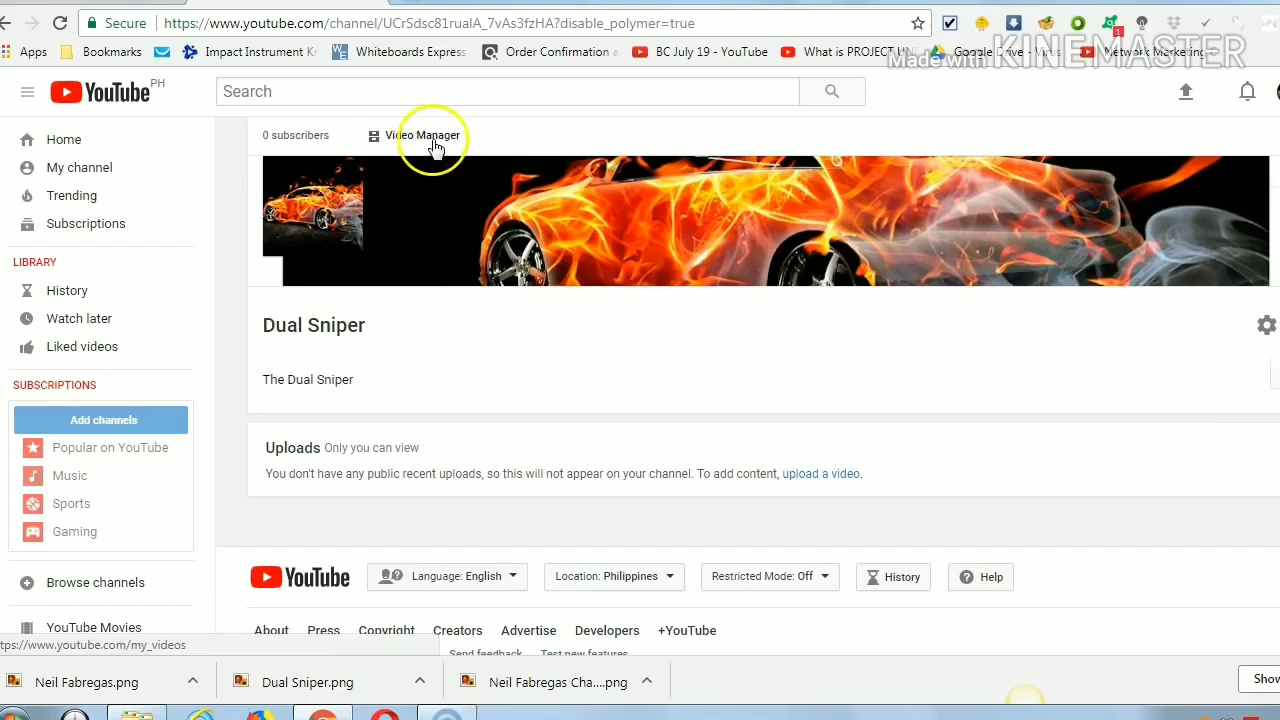 Secure https://www.youtube.com/channel/UCrSdsc81ruaIA_7vAs3fzHA?disable_polymer=true
1
Apps Bookmarks Impact Instrument Whiteboards Expres Order Confirmation BC July 19 - YouTube What is PROJECT Google Drive - Virus Network Marketing
Made with KINEMASTER
YouTube PH
Search
0 subscribers Video Manager
Home
My channel
Trending
Subscriptions
LIBRARY
History
Watch later
Liked videos
SUBSCRIPTIONS
Add channels
Popular on YouTube
Music
Sports
Gaming
Browse channels
YouTube Movies
Dual Sniper
The Dual Sniper
Uploads Only you can view
You don't have any public recent uploads, so this will not appear on your channel. To add content, upload a video.
YouTube Language: English Location: Philippines Restricted Mode: Off History Help
About Press Copyright Creators Advertise Developers +YouTube
Send feedback Test new features
tps://www.youtube.com/my_videos
Neil Fabregas.png Dual Sniper.png Neil Fabregas Cha....png Show